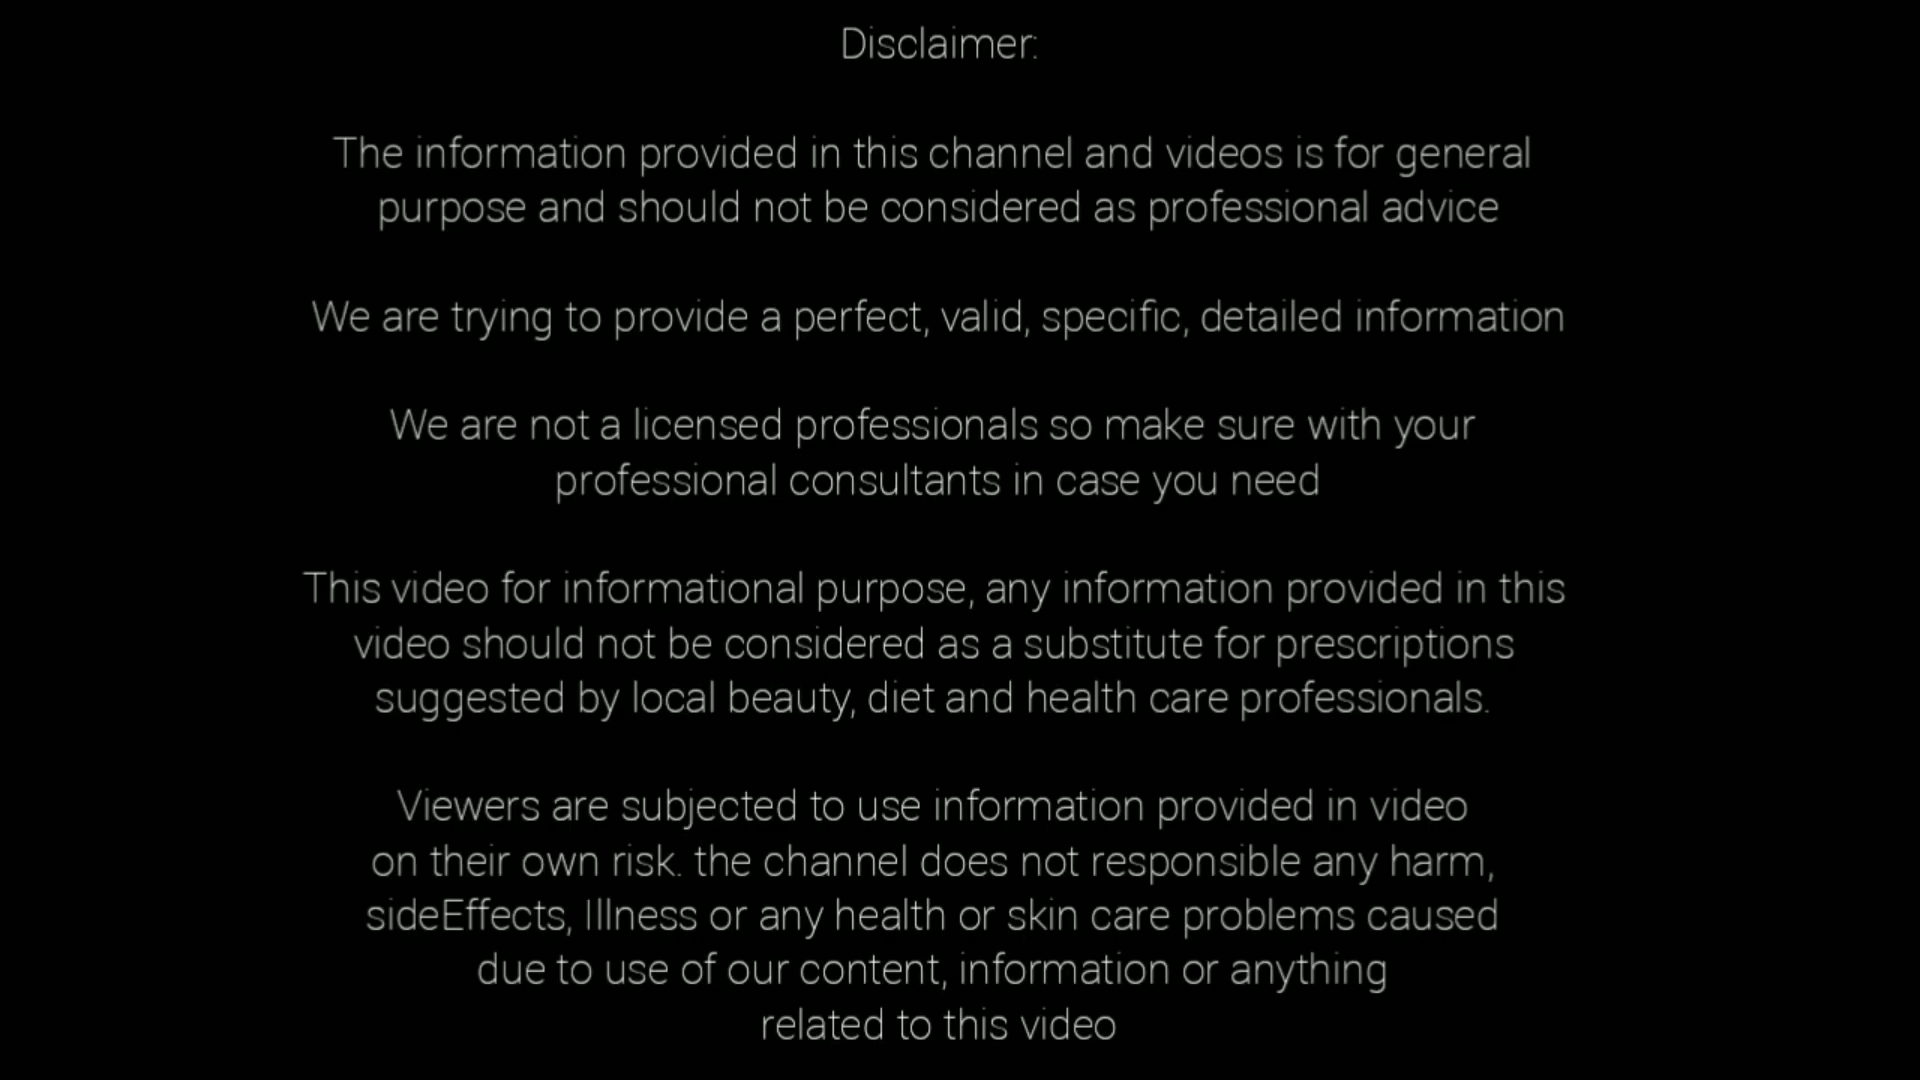 Disclaimer:
The information provided in this channel and videos is for general
purpose and should not be considered as professional advice
We are trying to provide a perfect, valid, specific, detailed information
We are not a licensed professionals so make sure with your
professional consultants in case you need
This video for informational purpose, any information provided in this
video should not be considered as a substitute for prescriptions
suggested by local beauty, diet and health care professionals.
Viewers are subjected to use information provided in video
on their own risk. the channel does not responsible any harm,
sideEffects, Illness or any health or skin care problems caused
due to use of our content, information or anything
related to this video